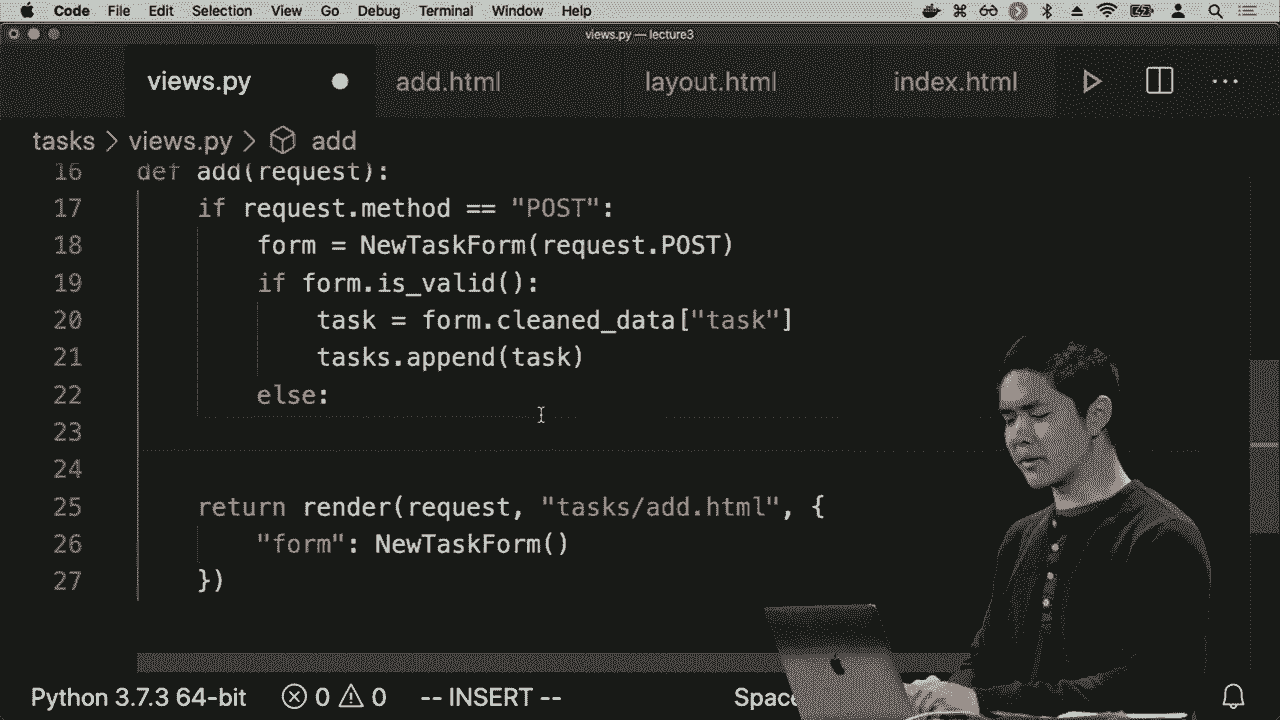 Code File Edit Selection View Go Debug Terminal Window Help
views.py — lecture3
views.py add.html layout.html index.html
tasks > views.py > add
16 def add(request):
17 if request.method == "POST":
18 form = NewTaskForm(request.POST)
19 if form.is_valid():
20 task = form.cleaned_data["task"]
21 tasks.append(task)
22 else:
23
24
25 return render(request, "tasks/add.html", {
26 "form": NewTaskForm()
27 })
Python 3.7.3 64-bit 0 0 -- INSERT --